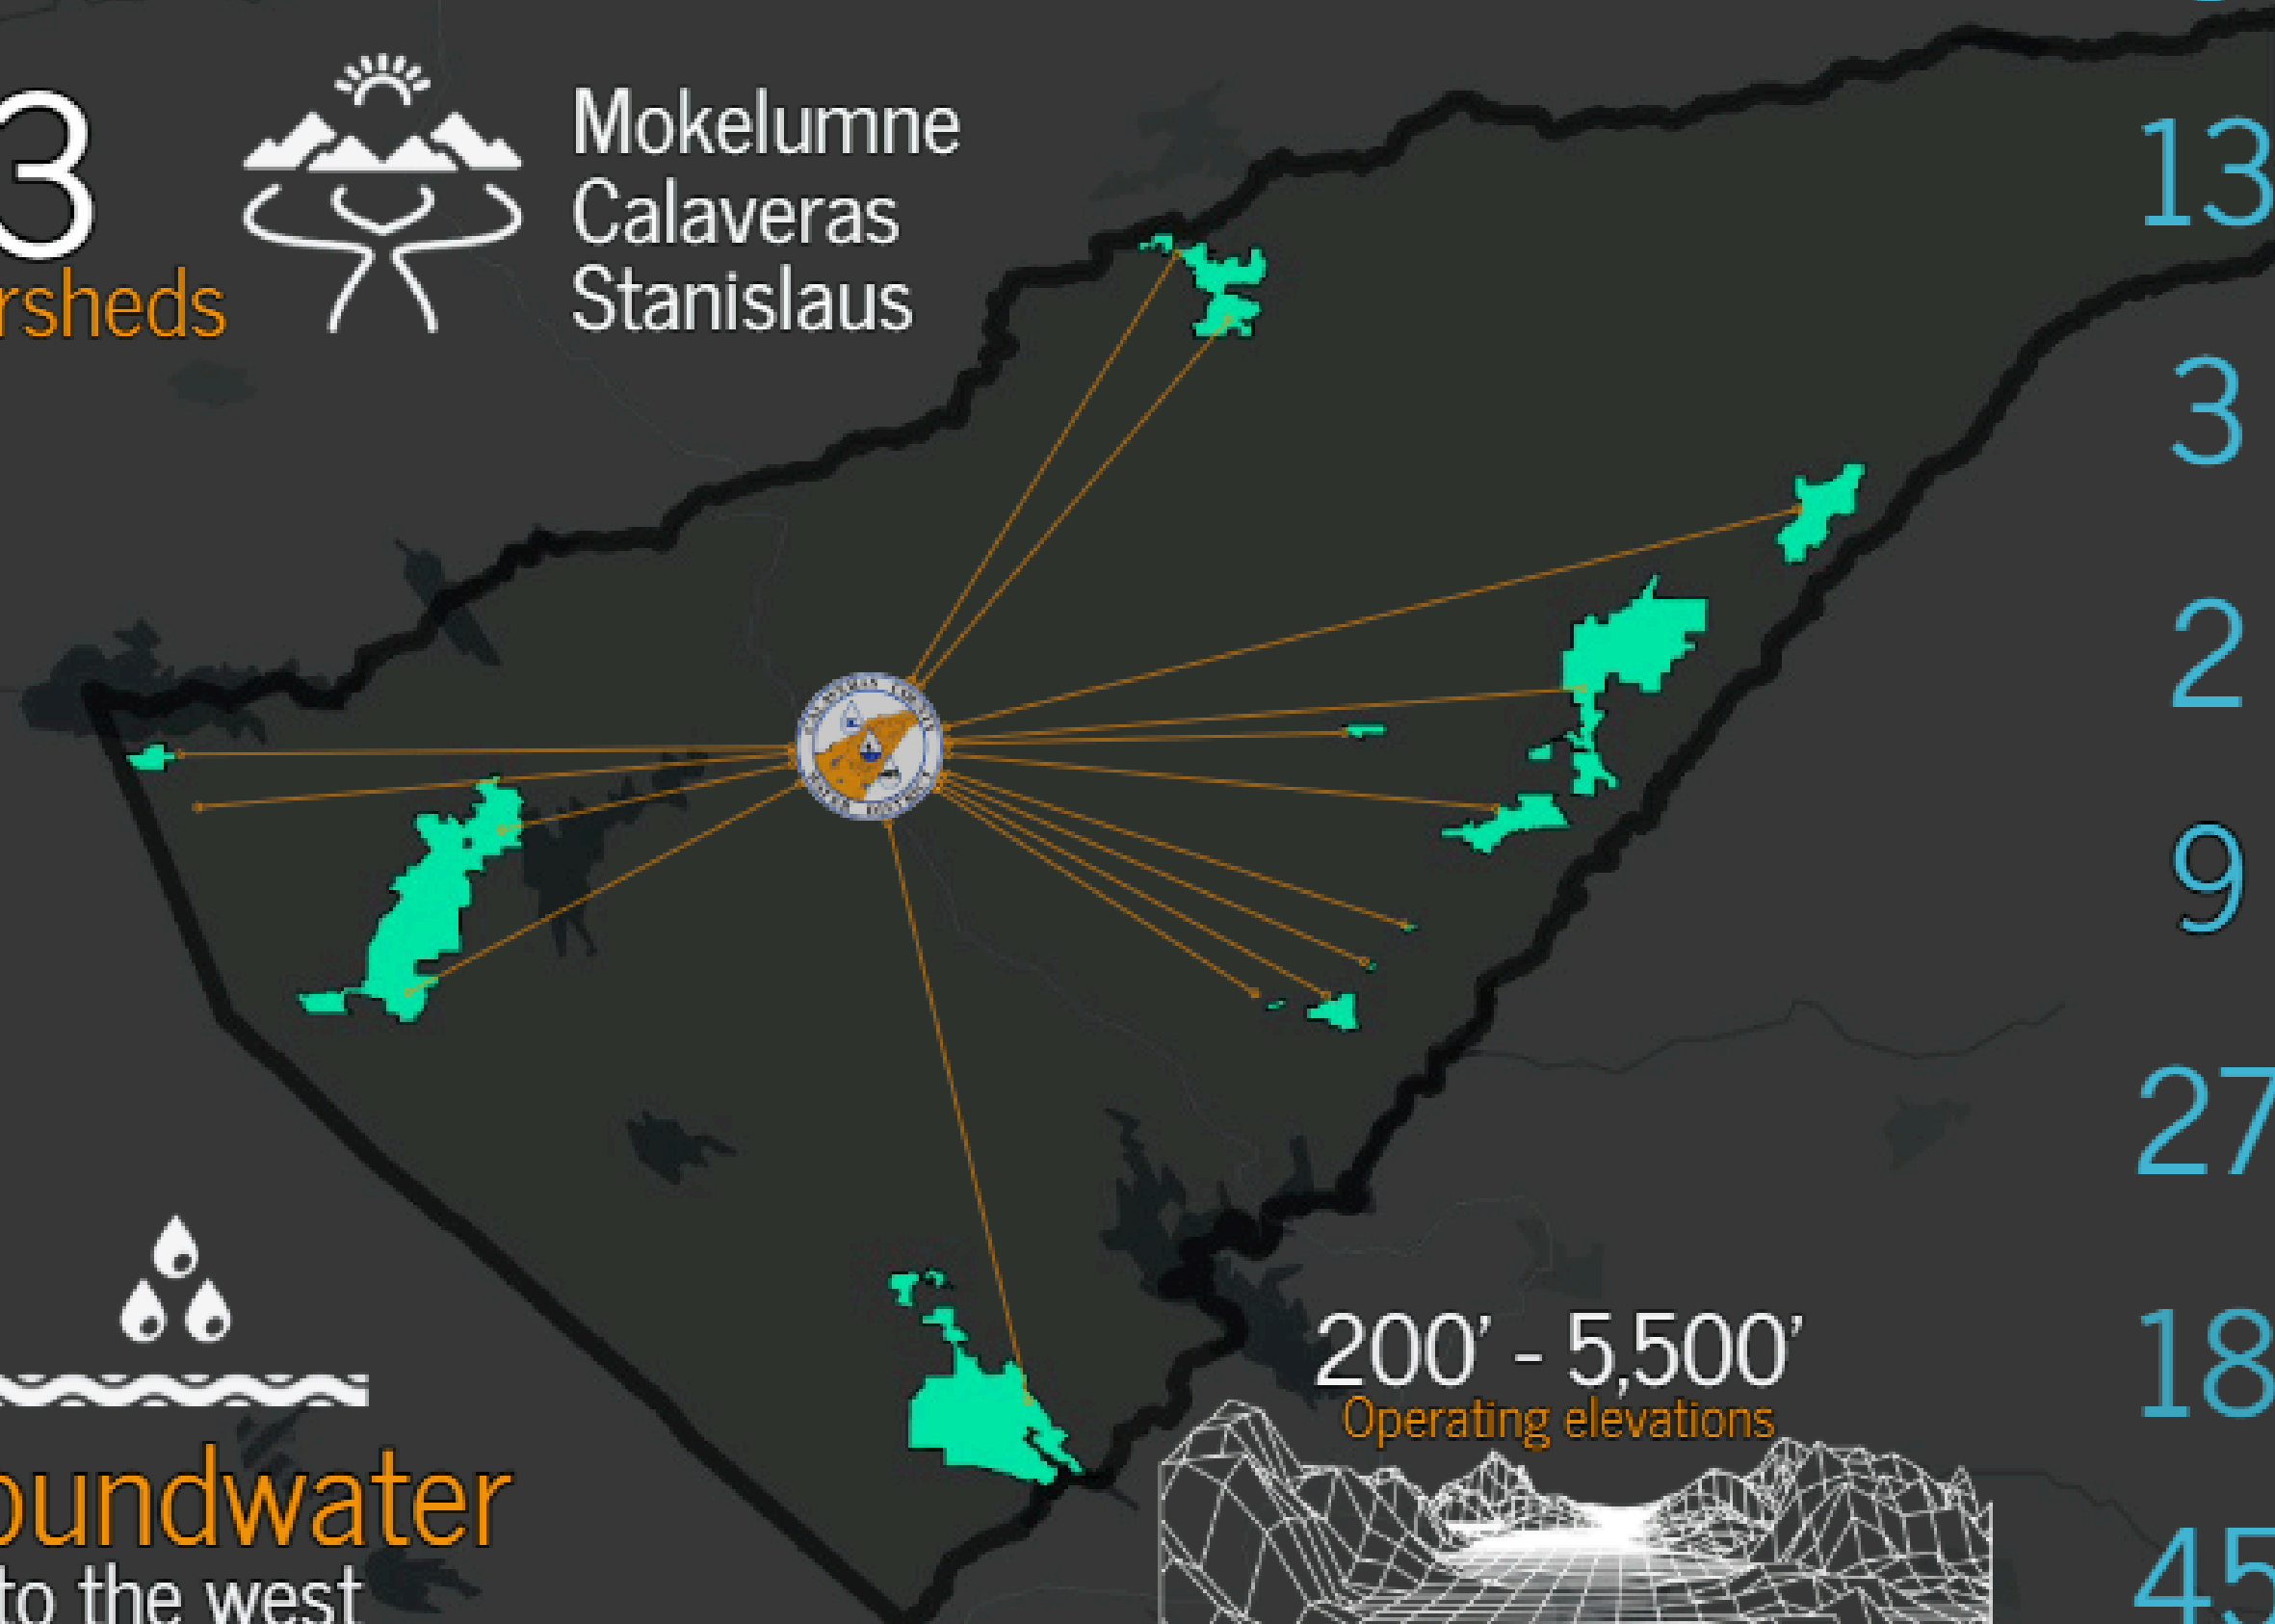 3
rsheds
Mokelumne
Calaveras
Stanislaus
13
3
2
9
27
18
45
200’ - 5,500’
Operating elevations
oundwater
to the west